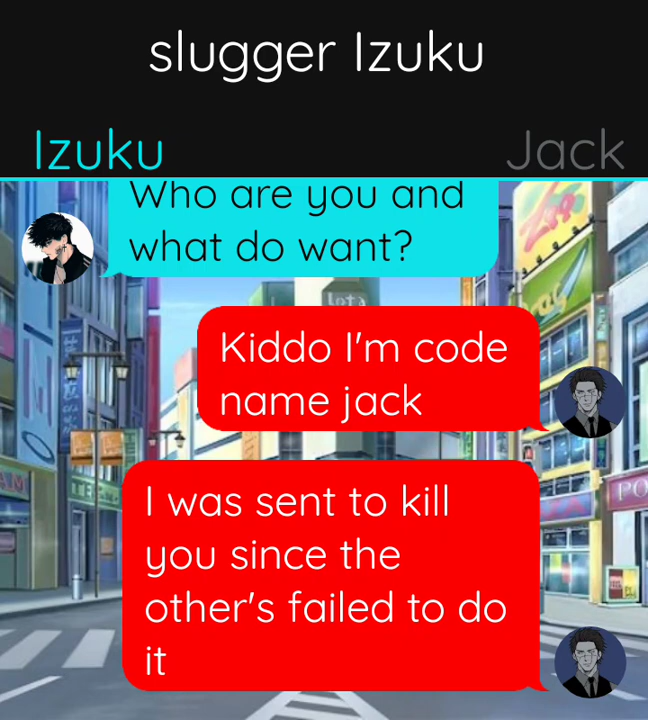 slugger Izuku
Izuku
Jack
Who are you and
what do want?
Kiddo I'm code
name jack
I was sent to kill
you since the
other's failed to do
it